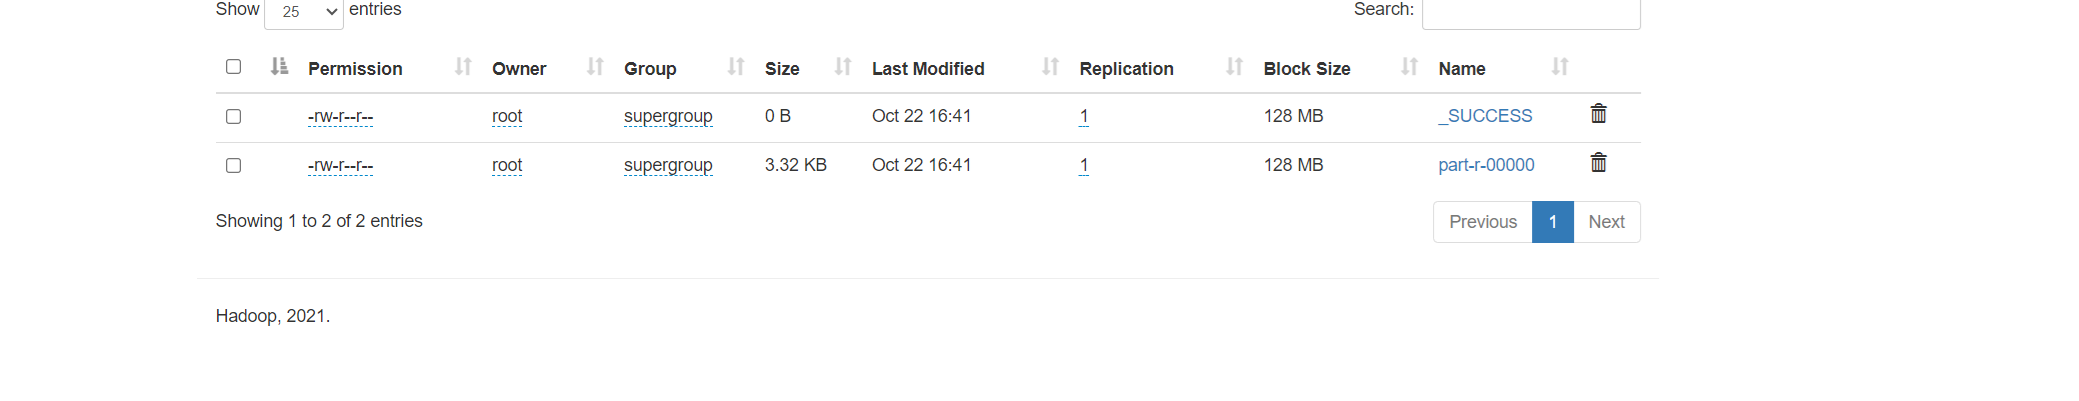 Show 25 entries Search:
Permission Owner Group Size Last Modified Replication Block Size Name
-rw-r--r-- root supergroup 0 B Oct 22 16:41 1 128 MB _SUCCESS
-rw-r--r-- root supergroup 3.32 KB Oct 22 16:41 1 128 MB part-r-00000
Showing 1 to 2 of 2 entries Previous 1 Next
Hadoop, 2021.